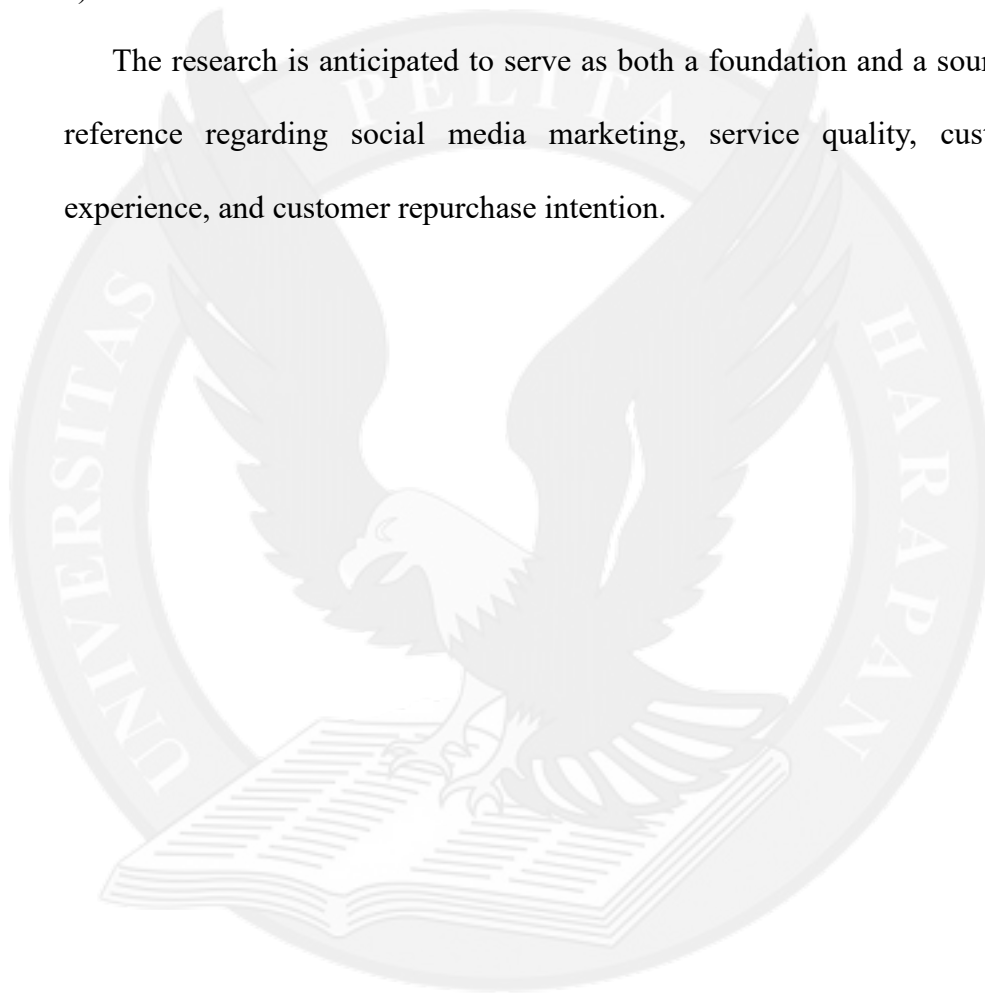 The research is anticipated to serve as both a foundation and a sour
reference regarding social media marketing, service quality, cust
experience, and customer repurchase intention.
UNIVERSITAS PELITA HARAPAN